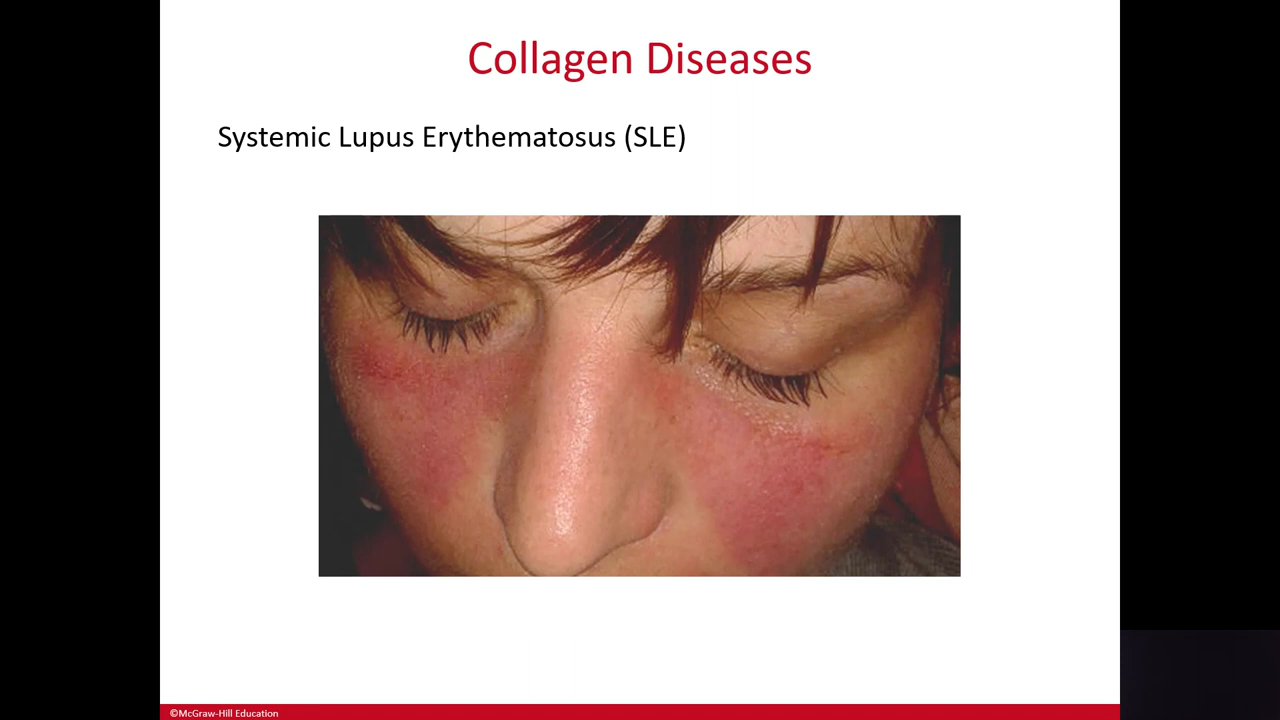 Collagen Diseases
Systemic Lupus Erythematosus (SLE)
©McGraw-Hill Education